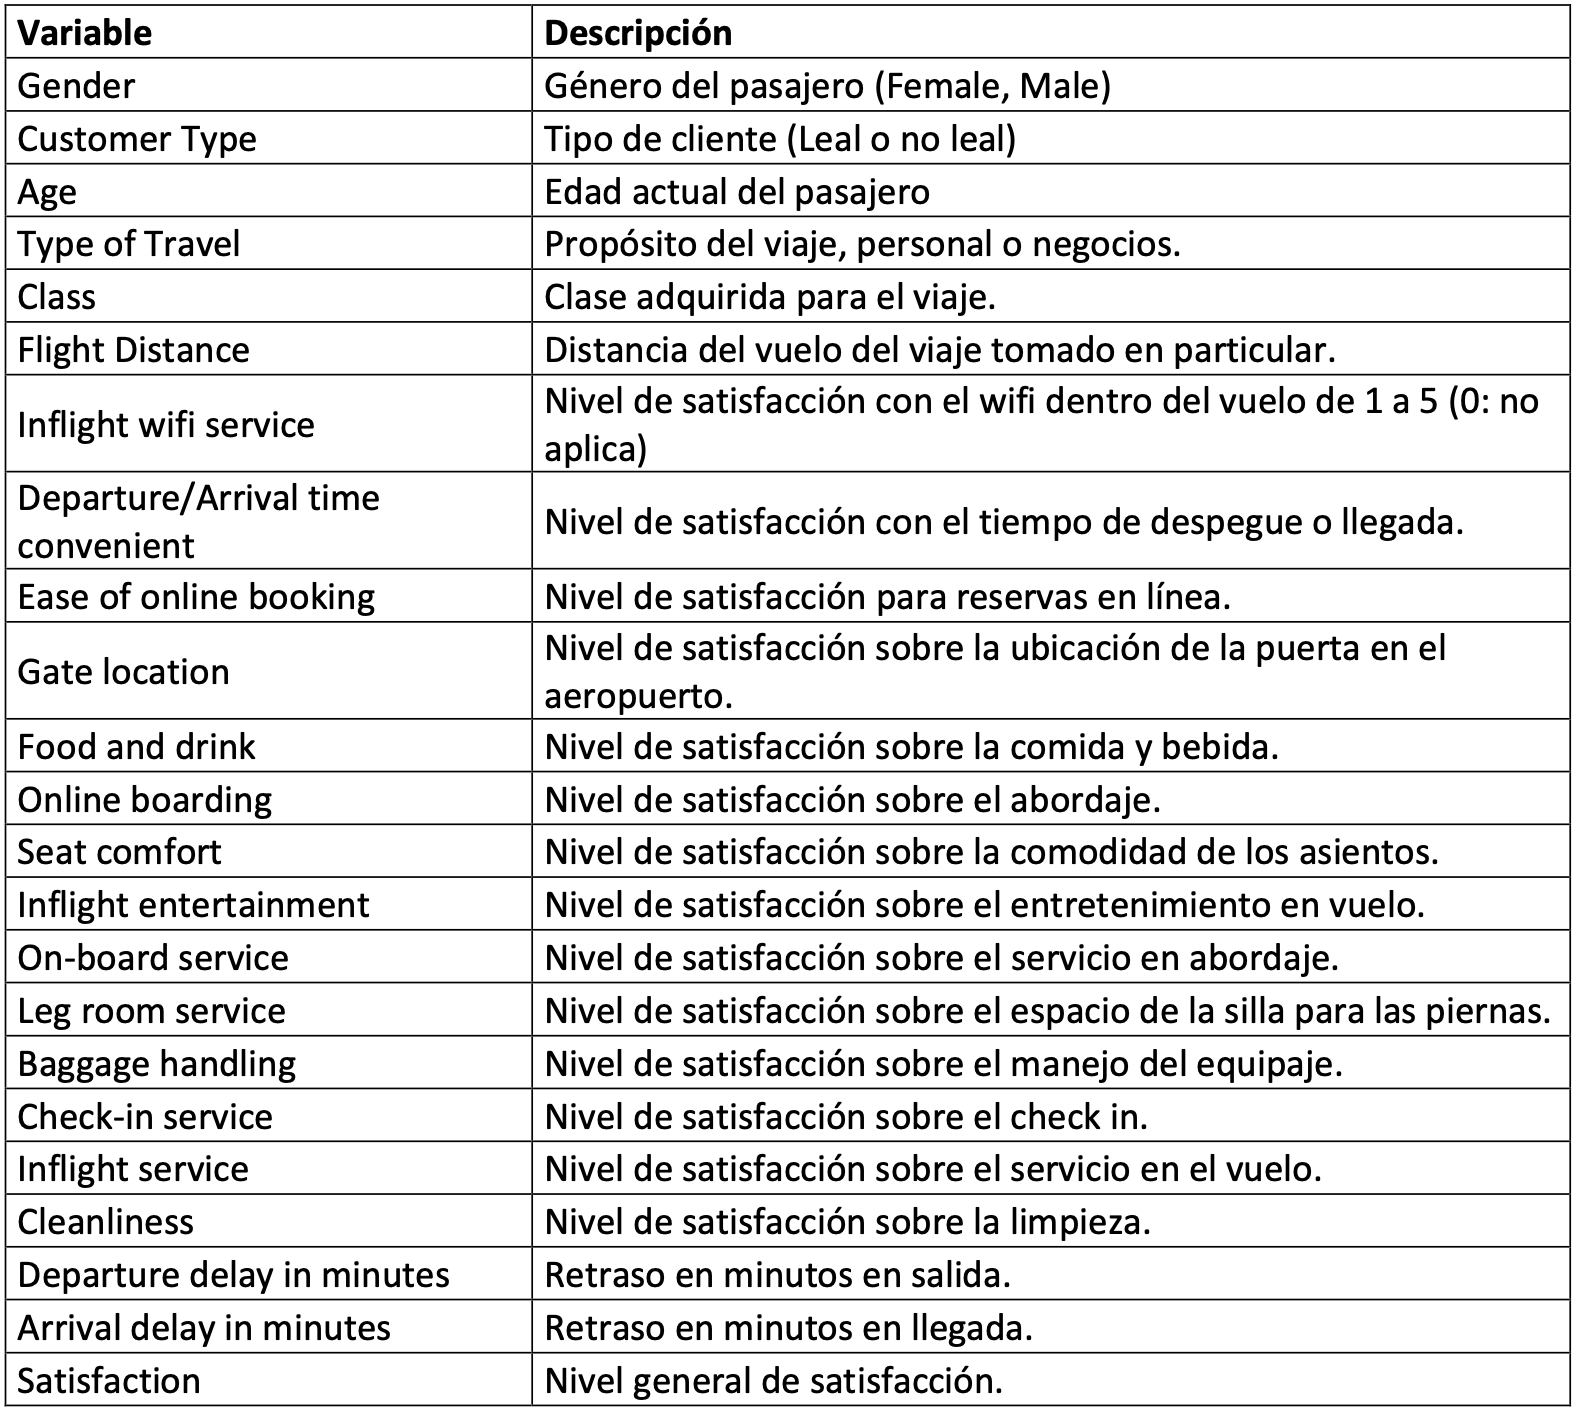 Variable Descripción
Gender Género del pasajero (Female, Male)
Customer Type Tipo de cliente (Leal o no leal)
Age Edad actual del pasajero
Type of Travel Propósito del viaje, personal o negocios.
Class Clase adquirida para el viaje.
Flight Distance Distancia del vuelo del viaje tomado en particular.
Inflight wifi service Nivel de satisfacción con el wifi dentro del vuelo de 1 a 5 (0: no
aplica)
Departure/Arrival time
convenient Nivel de satisfacción con el tiempo de despegue o llegada.
Ease of online booking Nivel de satisfacción para reservas en línea.
Gate location Nivel de satisfacción sobre la ubicación de la puerta en el
aeropuerto.
Food and drink Nivel de satisfacción sobre la comida y bebida.
Online boarding Nivel de satisfacción sobre el abordaje.
Seat comfort Nivel de satisfacción sobre la comodidad de los asientos.
Inflight entertainment Nivel de satisfacción sobre el entretenimiento en vuelo.
On-board service Nivel de satisfacción sobre el servicio en abordaje.
Leg room service Nivel de satisfacción sobre el espacio de la silla para las piernas.
Baggage handling Nivel de satisfacción sobre el manejo del equipaje.
Check-in service Nivel de satisfacción sobre el check in.
Inflight service Nivel de satisfacción sobre el servicio en el vuelo.
Cleanliness Nivel de satisfacción sobre la limpieza.
Departure delay in minutes Retraso en minutos en salida.
Arrival delay in minutes Retraso en minutos en llegada.
Satisfaction Nivel general de satisfacción.